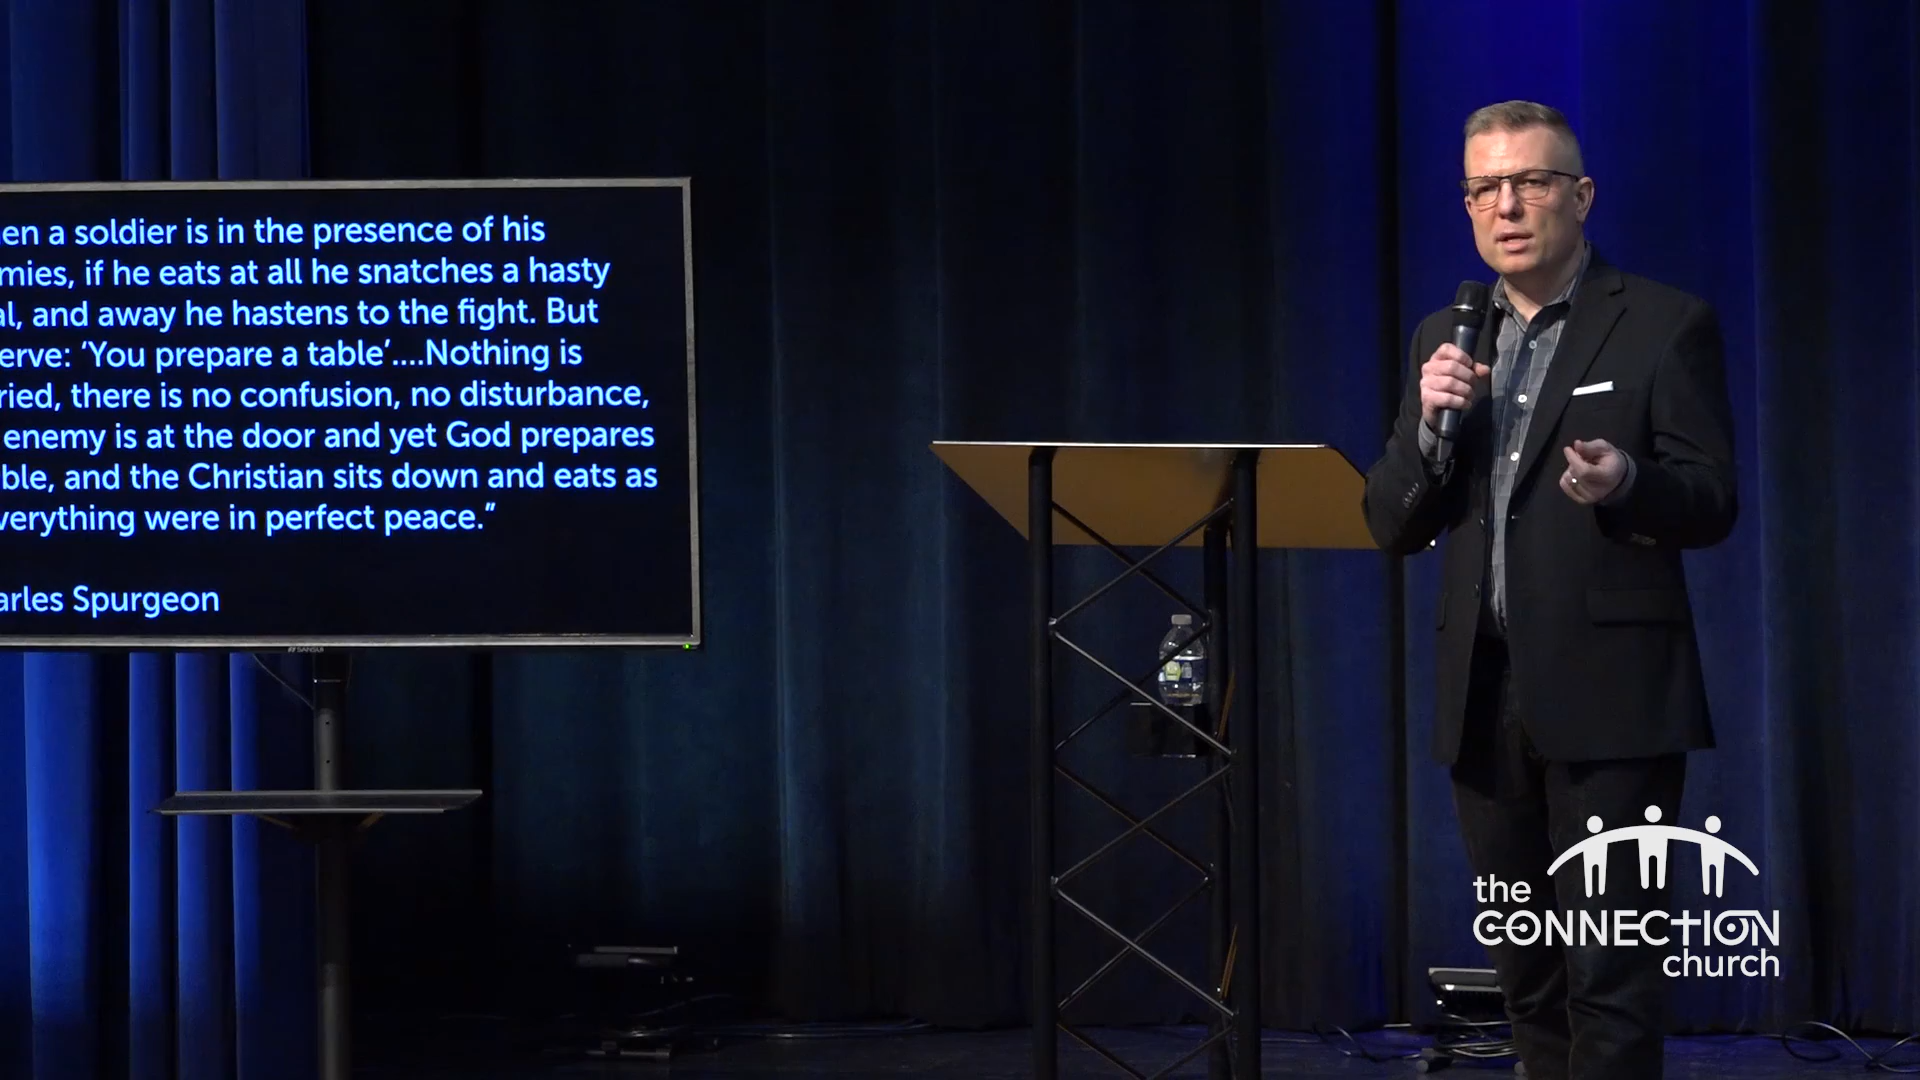 en a soldier is in the presence of his
mies, if he eats at all he snatches a hasty
al, and away he hastens to the fight. But
erve: ‘You prepare a table’....Nothing is
ried, there is no confusion, no disturbance,
enemy is at the door and yet God prepares
ble, and the Christian sits down and eats as
verything were in perfect peace.”
arles Spurgeon
SANSUI
the
CONNECTION
church